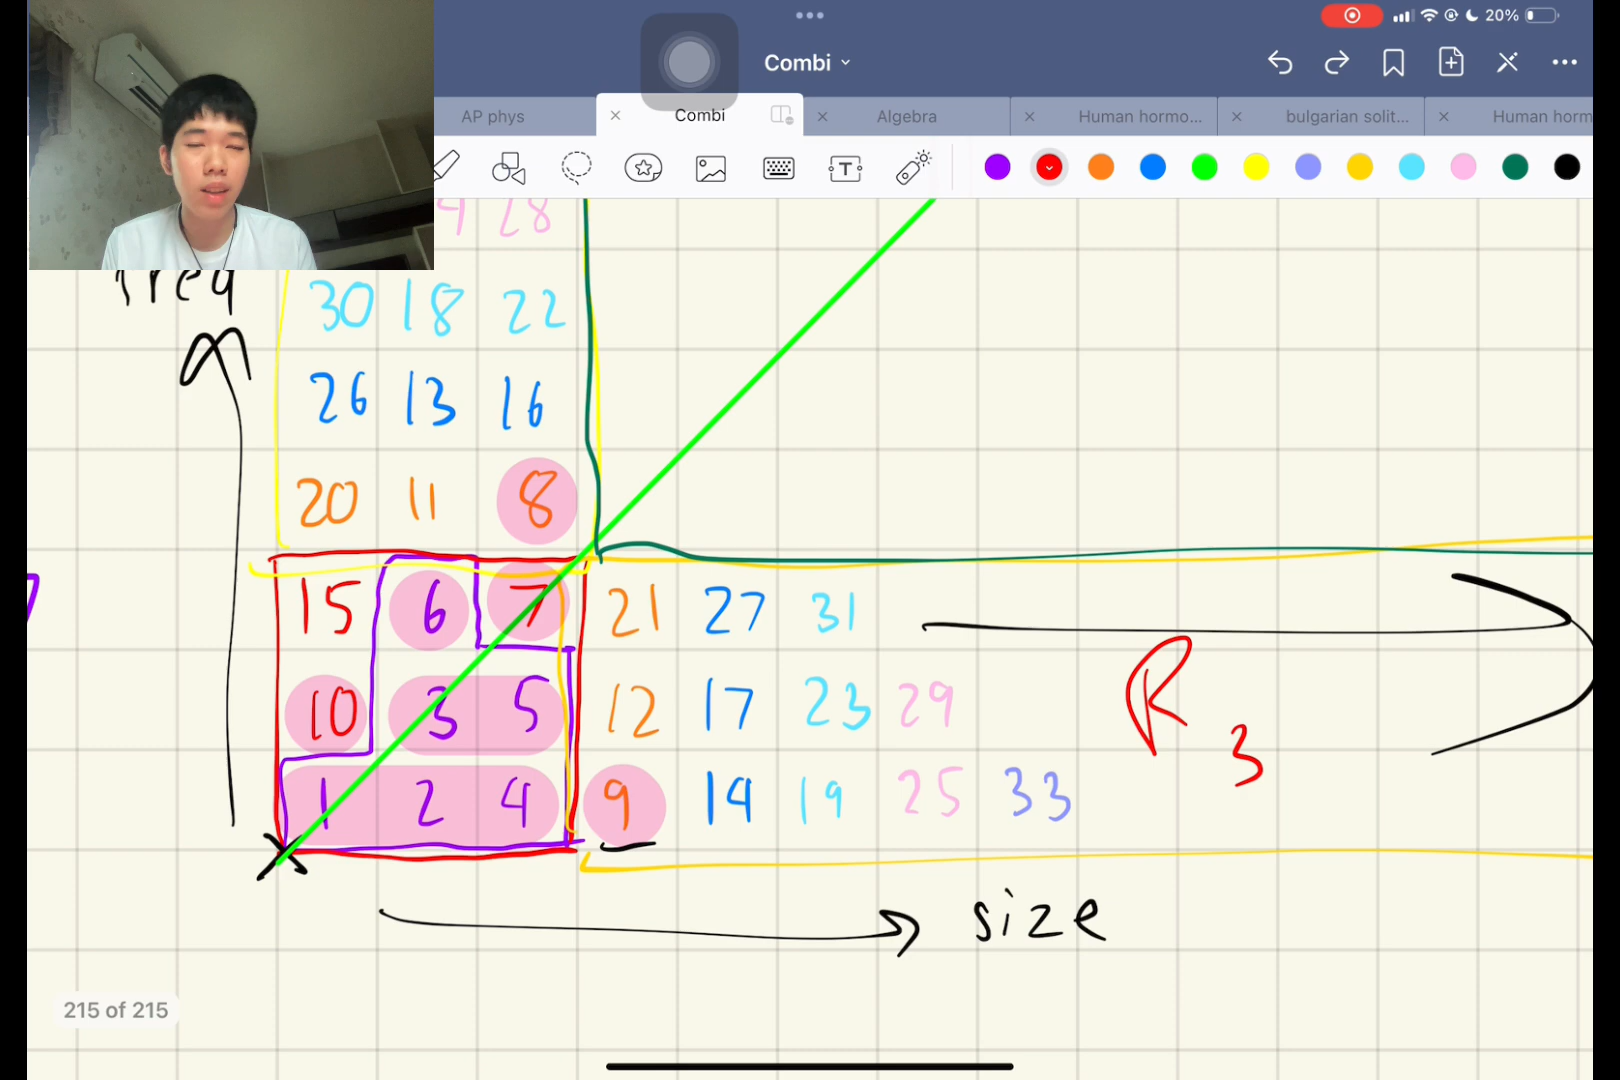 20%
Combi
AP phys
Combi
Algebra
Human hormo...
bulgarian solit...
Human horm
T
4 28
freq
30 18 22
26 13 16
20 11 8
15 6 7 21 27 31
10 3 5 12 17 23 29
R 3
1 2 4 9 14 19 25 33
size
215 of 215